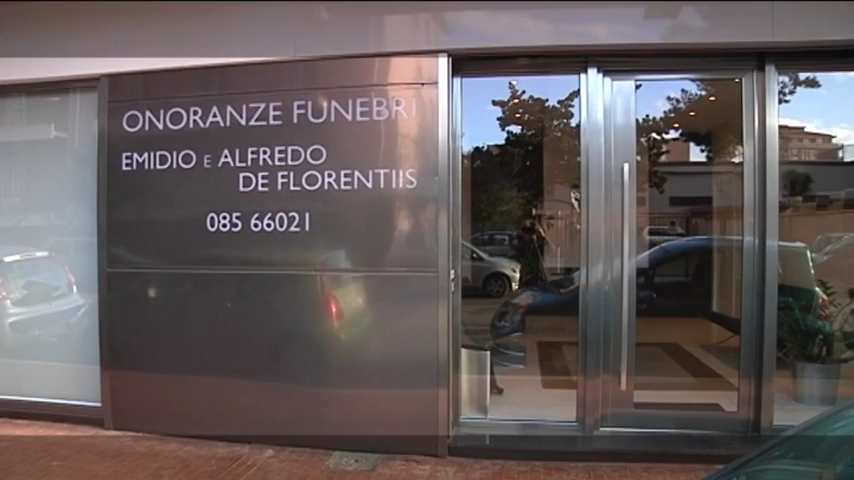 ONORANZE FUNEBRI
EMIDIO E ALFREDO
DE FLORENTIIS
085 66021